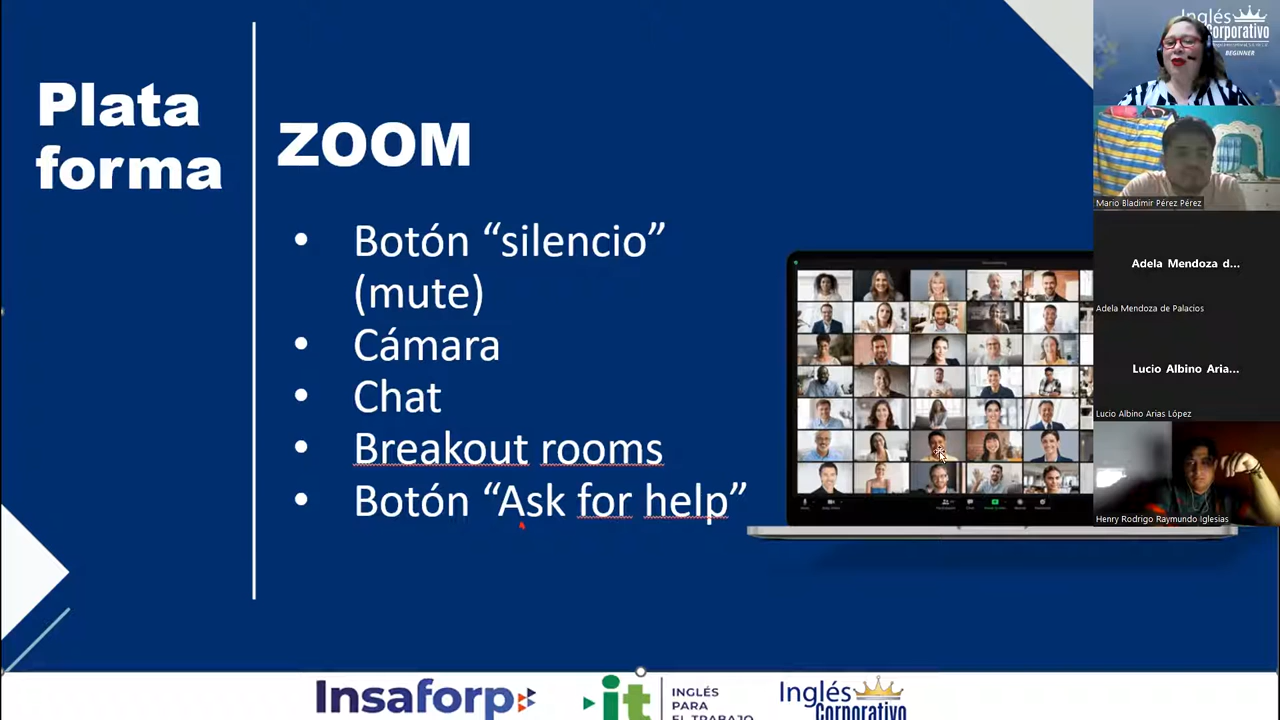 Plata
forma
ZOOM
• Botón “silencio”
(mute)
• Cámara
• Chat
• Breakout rooms
• Botón “Ask for help”
Insaforp
it
INGLÉS
PARA
EL TRABAJO
Inglés
Corporativo
Inglés
Corporativo
BEGINNER
Mario Bladimir Pérez Pérez
Adela Mendoza d...
Adela Mendoza de Palacios
Lucio Albino Aria...
Lucio Albino Arias López
Henry Rodrigo Raymundo Iglesias